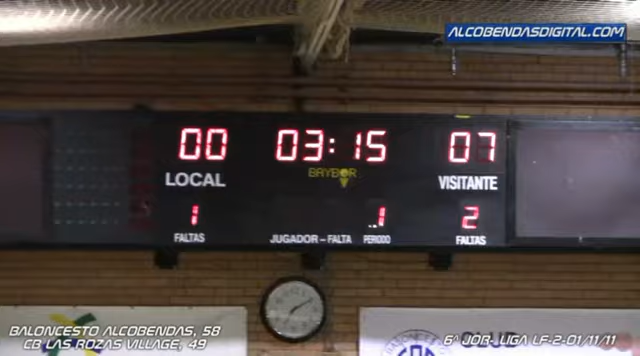 ALCOBENDASDIGITAL.COM
00 03:15 07
BRYBOR
LOCAL VISITANTE
1 1 2
FALTAS JUGADOR - FALTA PERIODO FALTAS
BALONCESTO ALCOBENDAS, 58
CB LAS ROZAS VILLAGE, 49
CLUB
6ª JOR. LIGA LF-2-01/11/11